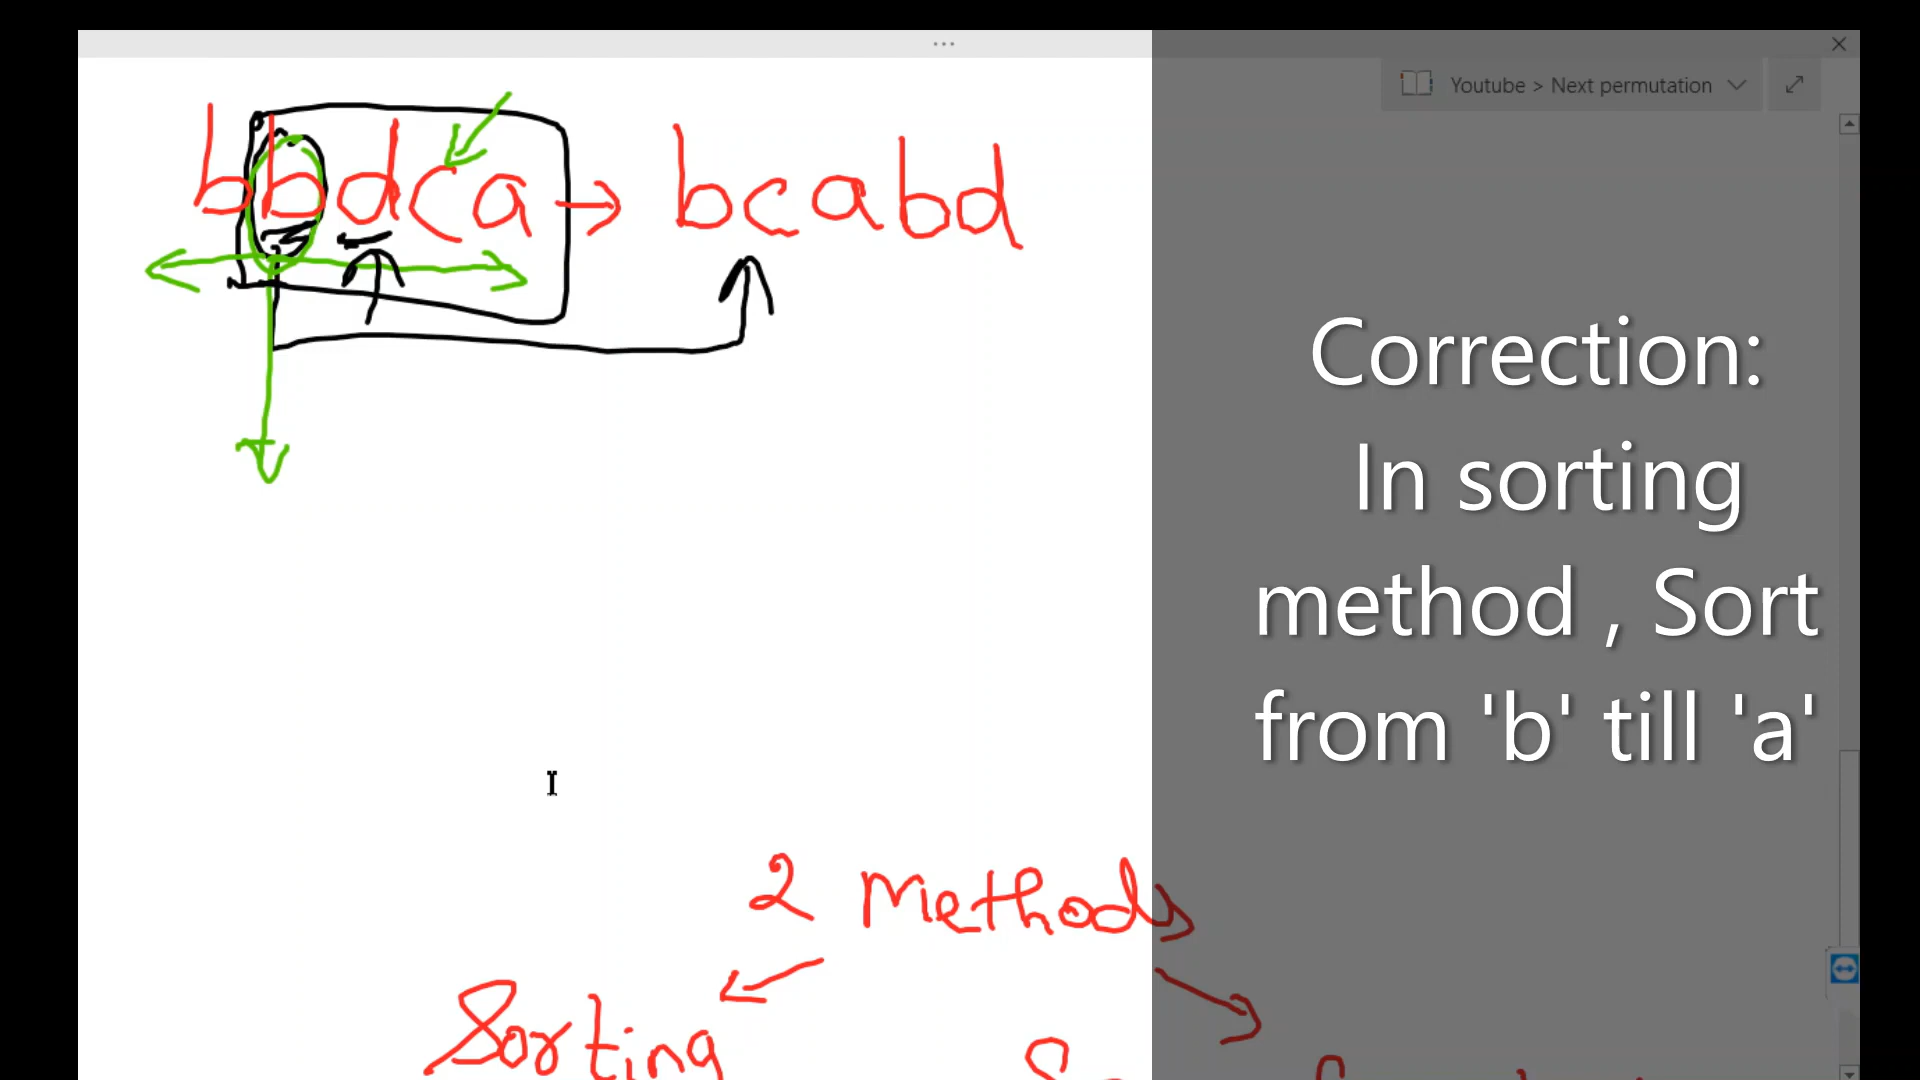 Youtube > Next permutation
bbdca → bcabd
Correction:
In sorting
method , Sort
from 'b' till 'a'
2 Methods
Sorting